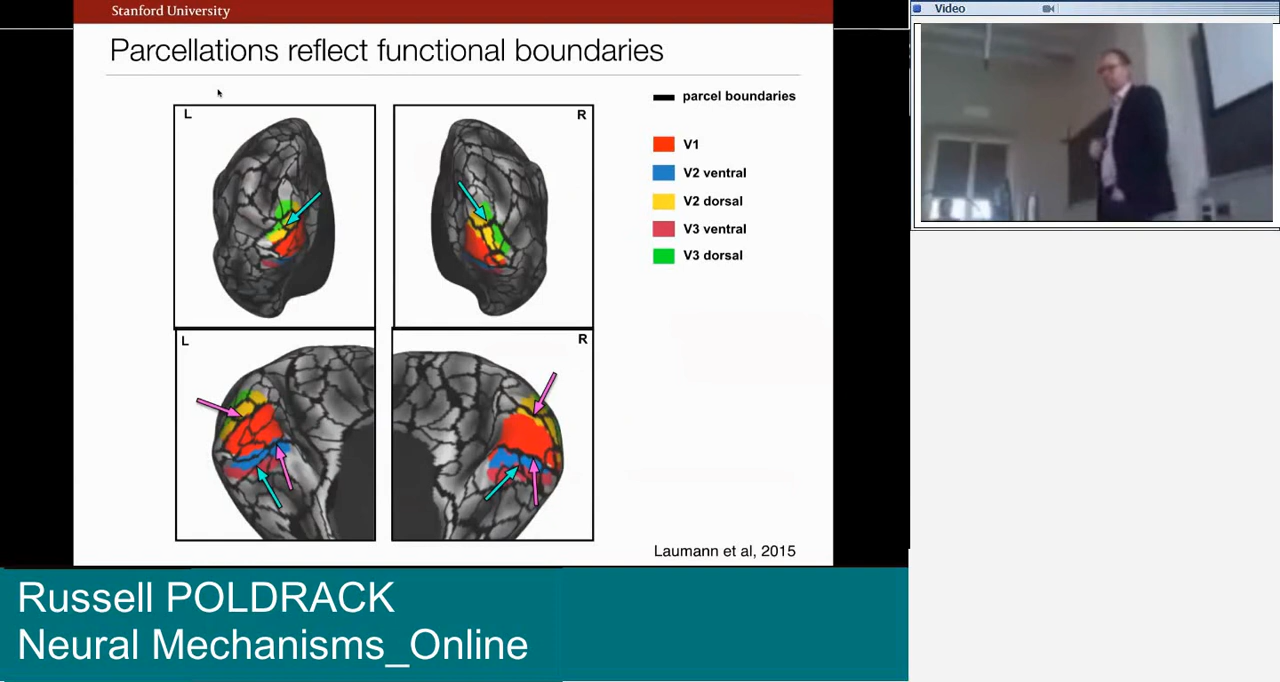 Stanford University
Video
Parcellations reflect functional boundaries
L
R
parcel boundaries
V1
V2 ventral
V2 dorsal
V3 ventral
V3 dorsal
L
R
Laumann et al, 2015
Russell POLDRACK
Neural Mechanisms_Online